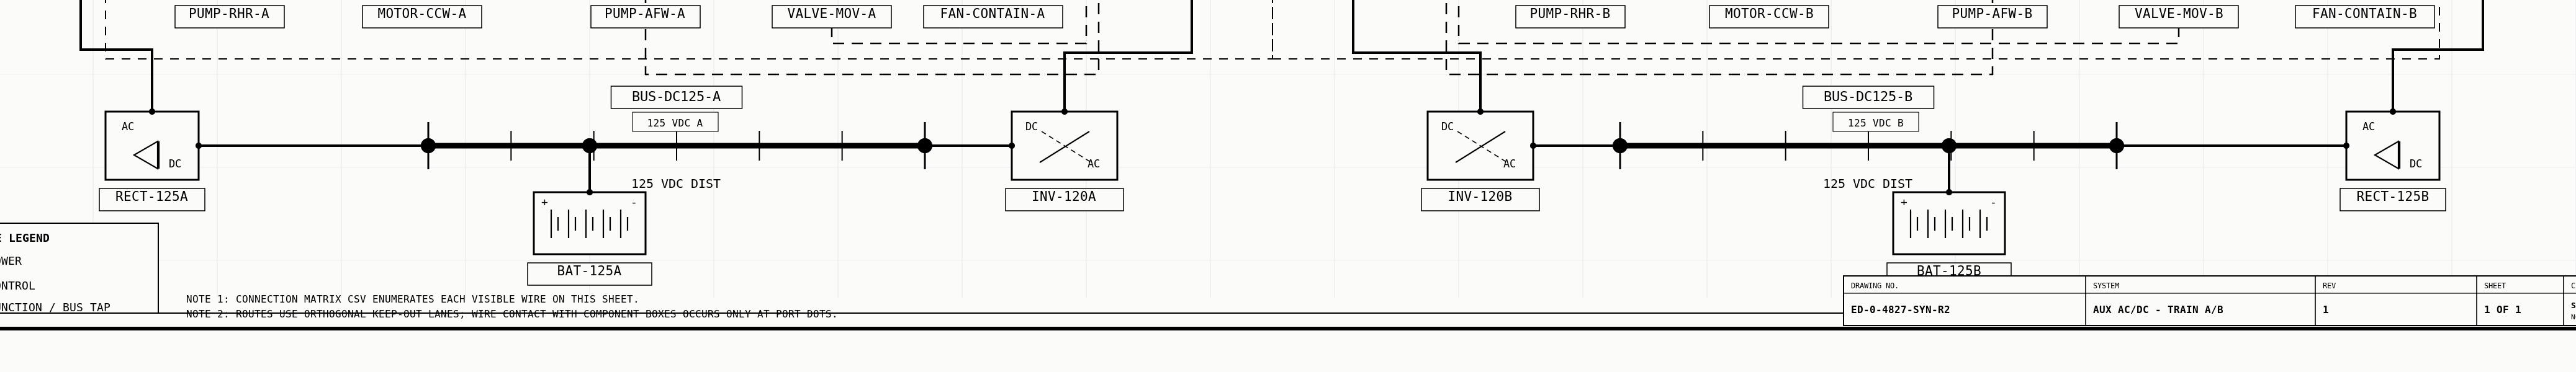 PUMP-RHR-A
MOTOR-CCW-A
PUMP-AFW-A
VALVE-MOV-A
FAN-CONTAIN-A
PUMP-RHR-B
MOTOR-CCW-B
PUMP-AFW-B
VALVE-MOV-B
FAN-CONTAIN-B
BUS-DC125-A
125 VDC A
BUS-DC125-B
125 VDC B
AC
DC
RECT-125A
125 VDC DIST
DC
AC
INV-120A
DC
AC
INV-120B
125 VDC DIST
AC
DC
RECT-125B
+ -
BAT-125A
+ -
BAT-125B
LEGEND
OWER
ONTROL
UNCTION / BUS TAP
NOTE 1: CONNECTION MATRIX CSV ENUMERATES EACH VISIBLE WIRE ON THIS SHEET.
NOTE 2: ROUTES USE ORTHOGONAL KEEP-OUT LANES, WIRE CONTACT WITH COMPONENT BOXES OCCURS ONLY AT PORT DOTS.
DRAWING NO.
ED-0-4827-SYN-R2
SYSTEM
AUX AC/DC - TRAIN A/B
REV
1
SHEET
1 OF 1